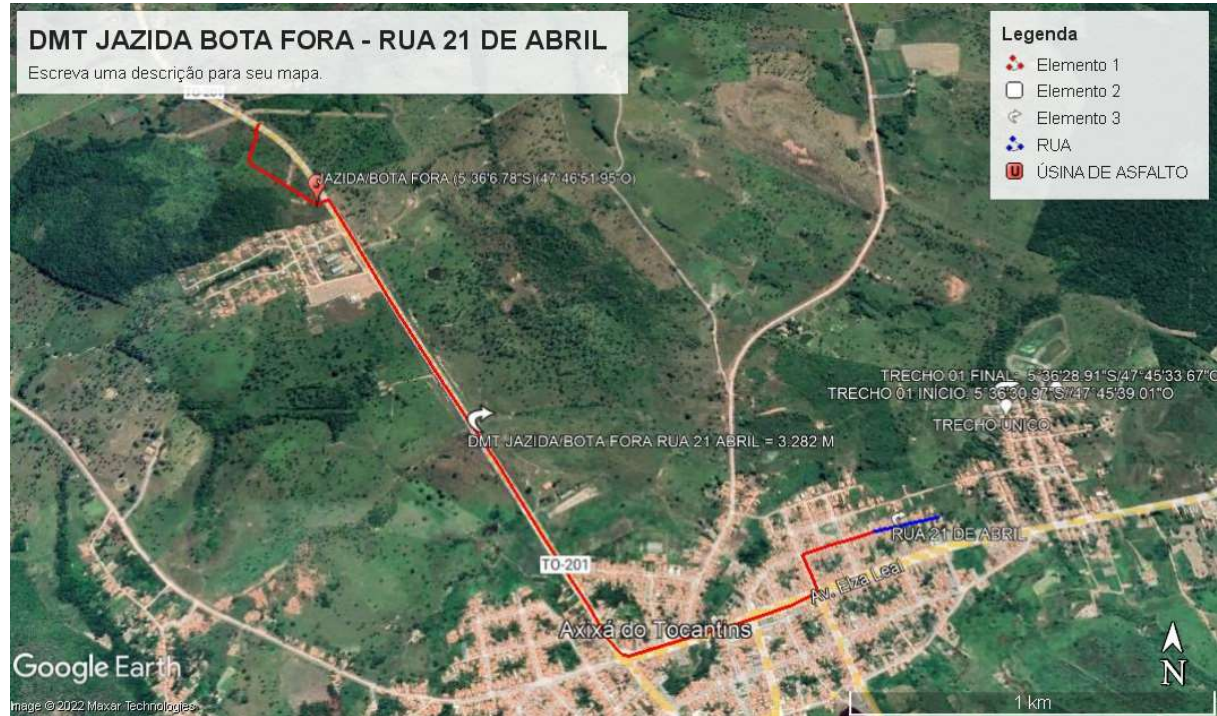 DMT JAZIDA BOTA FORA - RUA 21 DE ABRIL
Escreva uma descrição para seu mapa.
Legenda
Elemento 1
Elemento 2
Elemento 3
RUA
U ÚSINA DE ASFALTO
JAZIDA/BOTA FORA (5°36'6.78"S)(47°46'51.95"O)
TRECHO 01 FINAL- 5°36'28.91"S/47°45'33.67"O
TRECHO 01 INÍCIO: 5°36'30.97"S/47°45'39.01"O
TRECHO ÚNICO
DMT JAZIDA/BOTA FORA RUA 21 ABRIL = 3.282 M
RUA 21 DE ABRIL
TO-201
Av. Elza Leal
Axixá do Tocantins
Google Earth
N
1 km
Image © 2022 Maxar Technologies